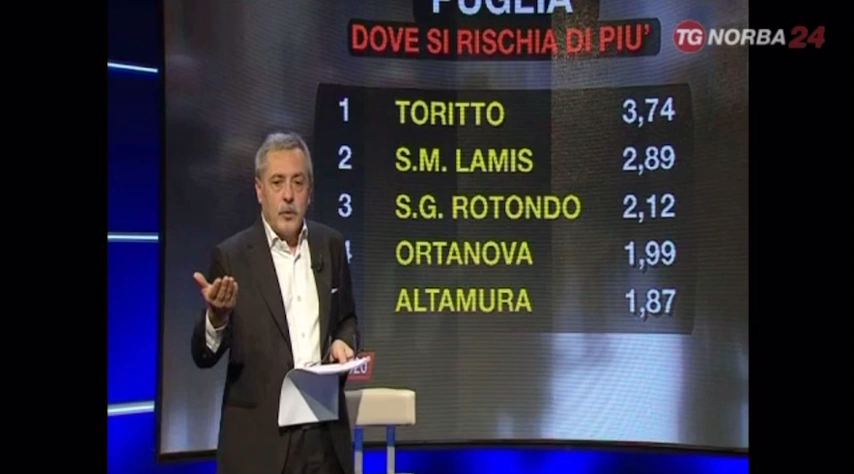 PUGLIA
DOVE SI RISCHIA DI PIU'
TG NORBA 24
1 TORITTO 3,74
2 S.M. LAMIS 2,89
3 S.G. ROTONDO 2,12
4 ORTANOVA 1,99
ALTAMURA 1,87